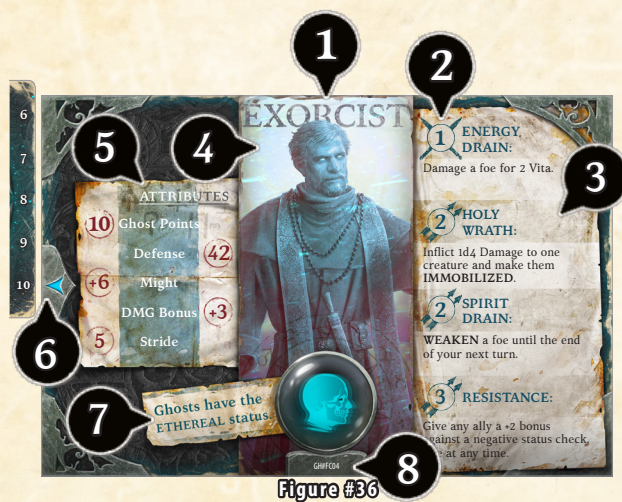 1
2
EXORCIST
6
7
8
9
10
5
4
3
ATTRIBUTES
10 Ghost Points
Defense 42
+6 Might
DMG Bonus +3
5 Stride
6
7
Ghosts have the
ETHEREAL status.
1 ENERGY
DRAIN:
Damage a foe for 2 Vita.
2 HOLY
WRATH:
Inflict 1d4 Damage to one
creature and make them
IMMOBILIZED.
2 SPIRIT
DRAIN:
WEAKEN a foe until the end
of your next turn.
3 RESISTANCE:
Give any ally a +2 bonus
against a negative status check,
at any time.
8
GH#FC04
Figure #36